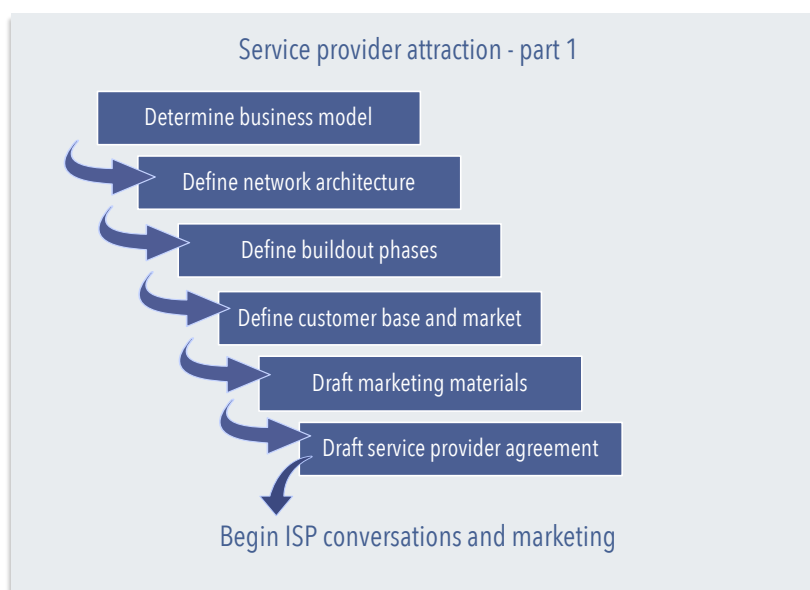 Service provider attraction - part 1
Determine business model
Define network architecture
Define buildout phases
Define customer base and market
Draft marketing materials
Draft service provider agreement
Begin ISP conversations and marketing